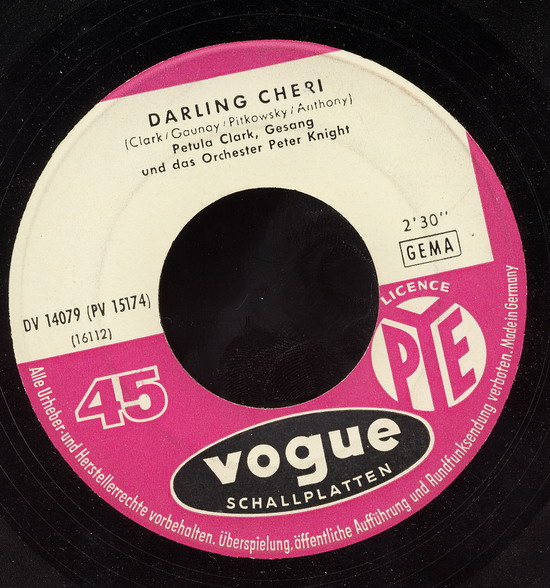 DARLING CHERI
(Clark/Gaunay/Pitkowsky/Anthony)
Petula Clark, Gesang
und das Orchester Peter Knight
2'30''
GEMA
DV 14079 (PV 15174)
(16112)
LICENCE
PYE
45
vogue
SCHALLPLATTEN
Alle Urheber- und Herstellerrechte vorbehalten. Überspielung, öffentliche Aufführung und Rundfunksendung verboten. Made in Germany